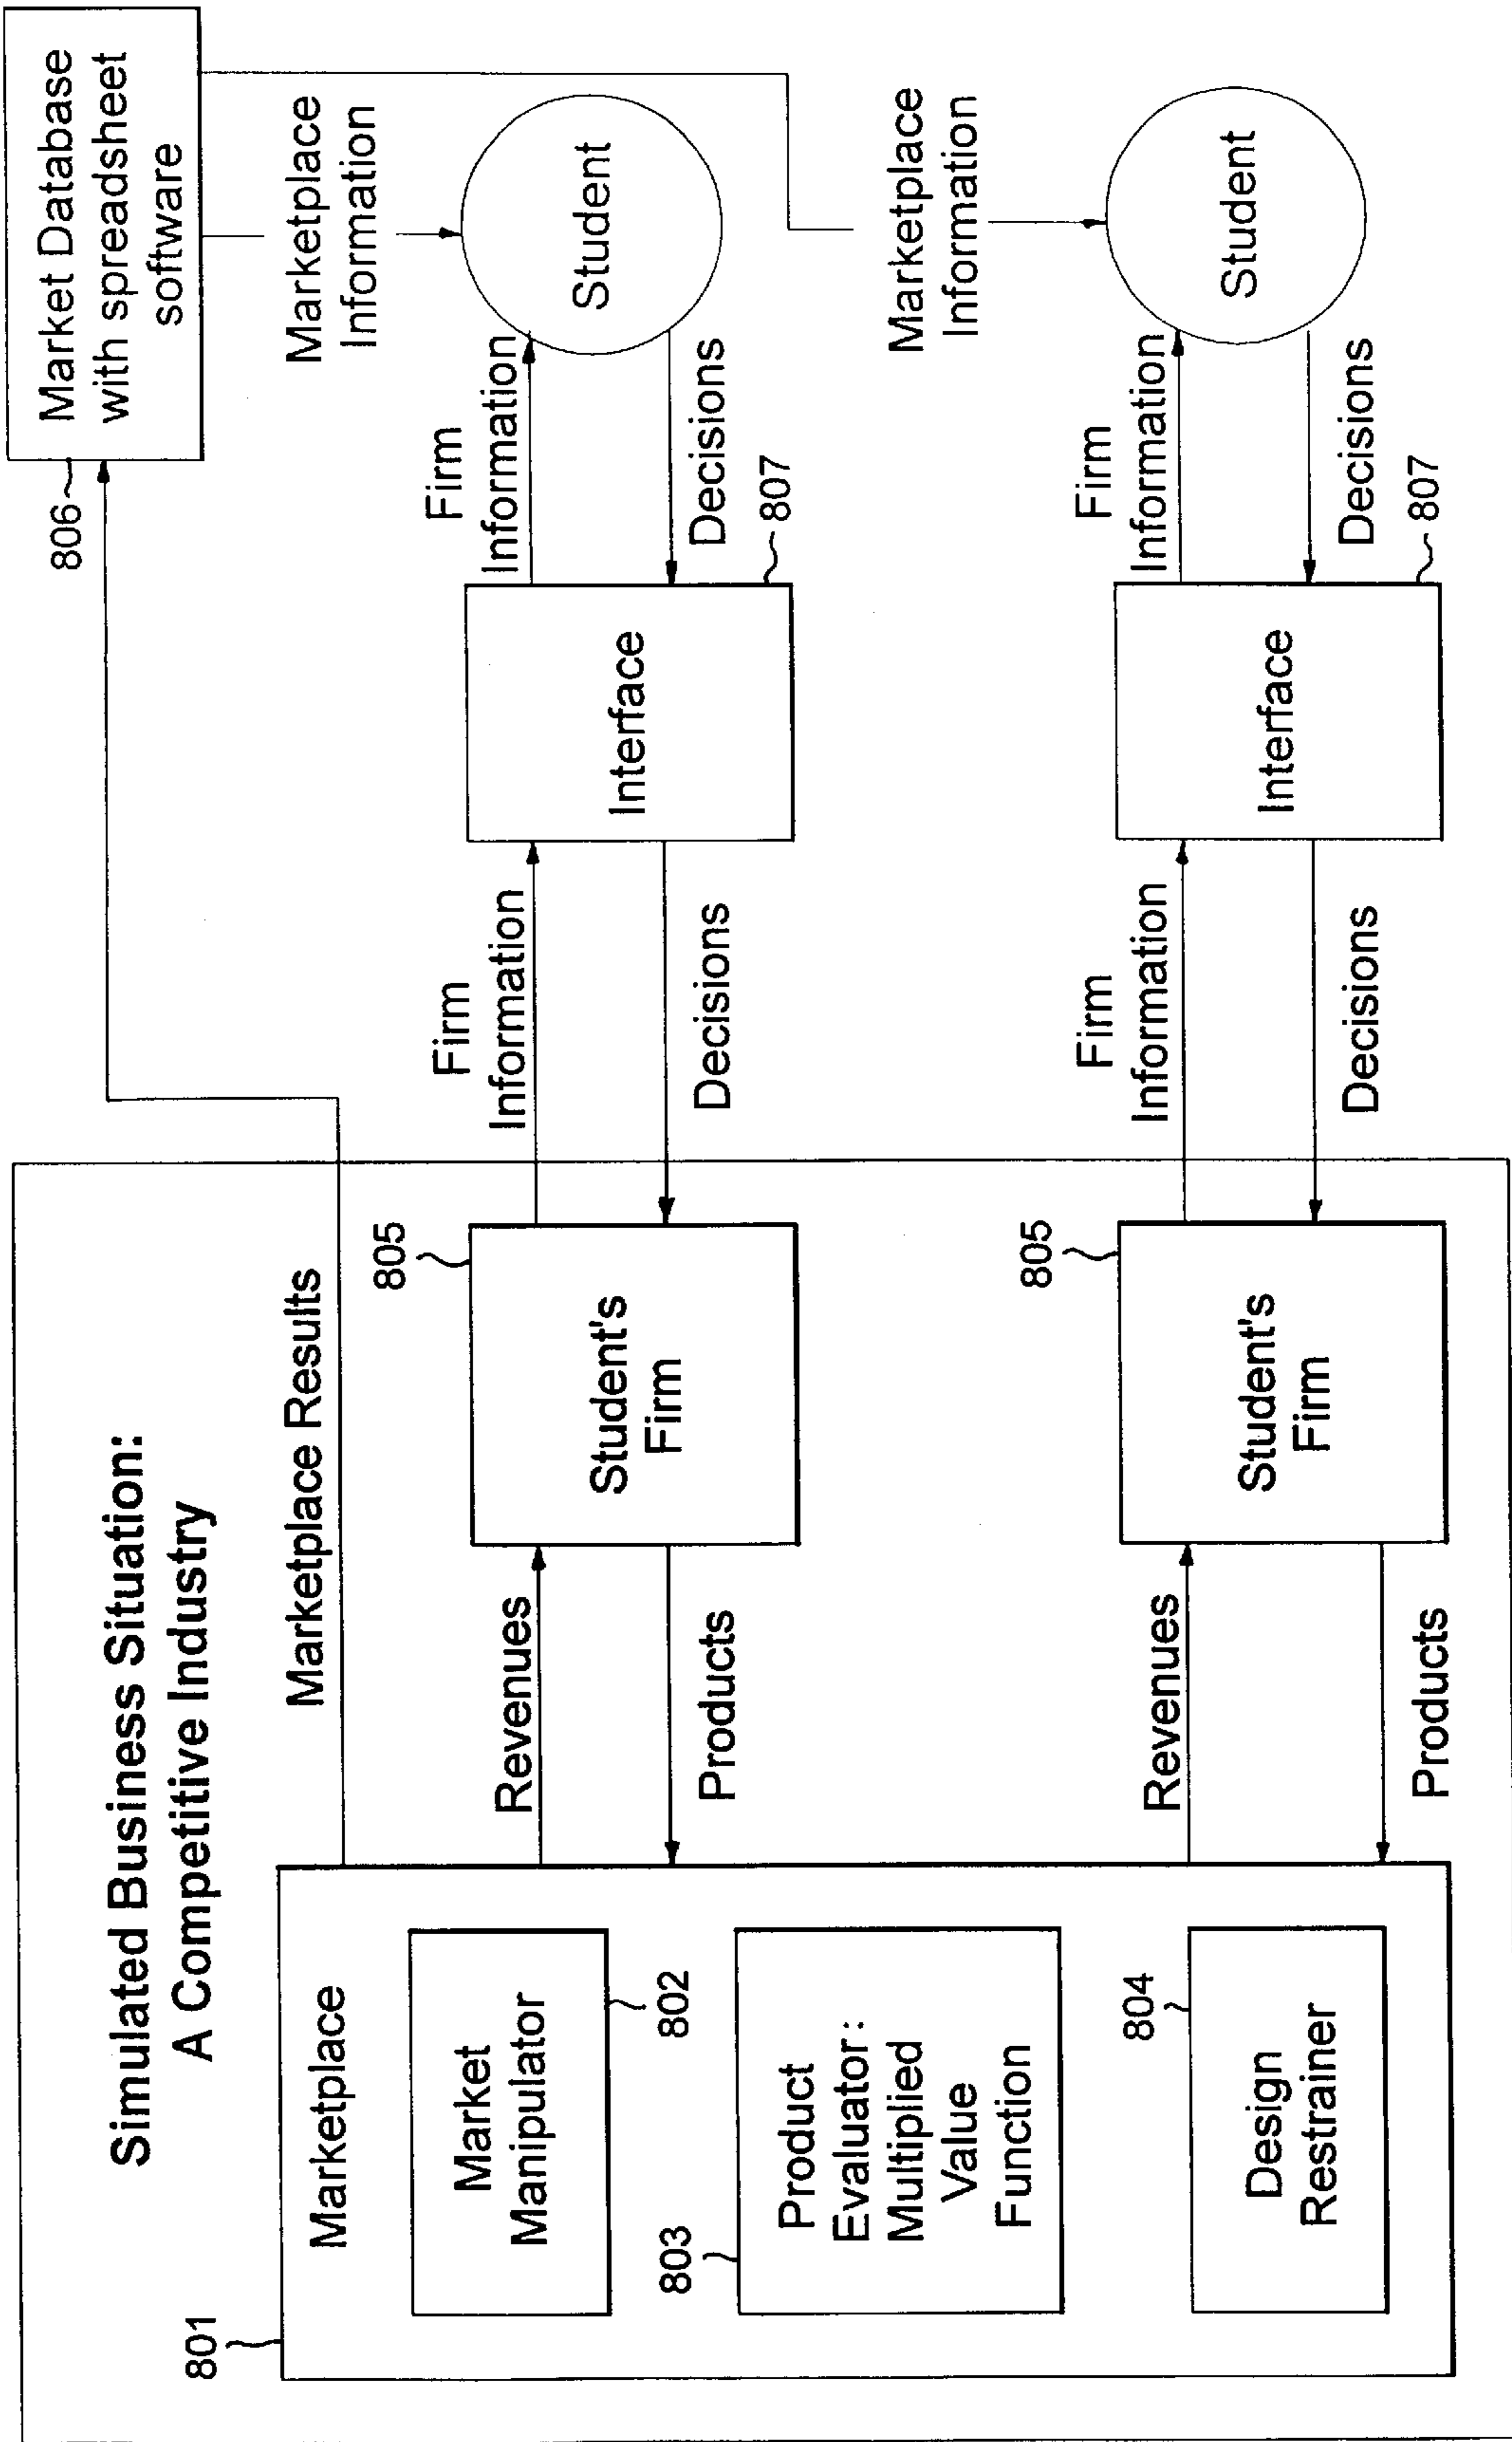 Simulated Business Situation:
A Competitive Industry
801
Marketplace
Market
Manipulator
802
803
Product
Evaluator:
Multiplied
Value
Function
804
Design
Restrainer
Marketplace Results
Revenues
Products
805
Student's
Firm
Firm
Information
Decisions
Interface
807
Firm
Information
Decisions
Student
806
Market Database
with spreadsheet
software
Marketplace
Information
Revenues
Products
805
Student's
Firm
Firm
Information
Decisions
Interface
807
Firm
Information
Decisions
Student
Marketplace
Information